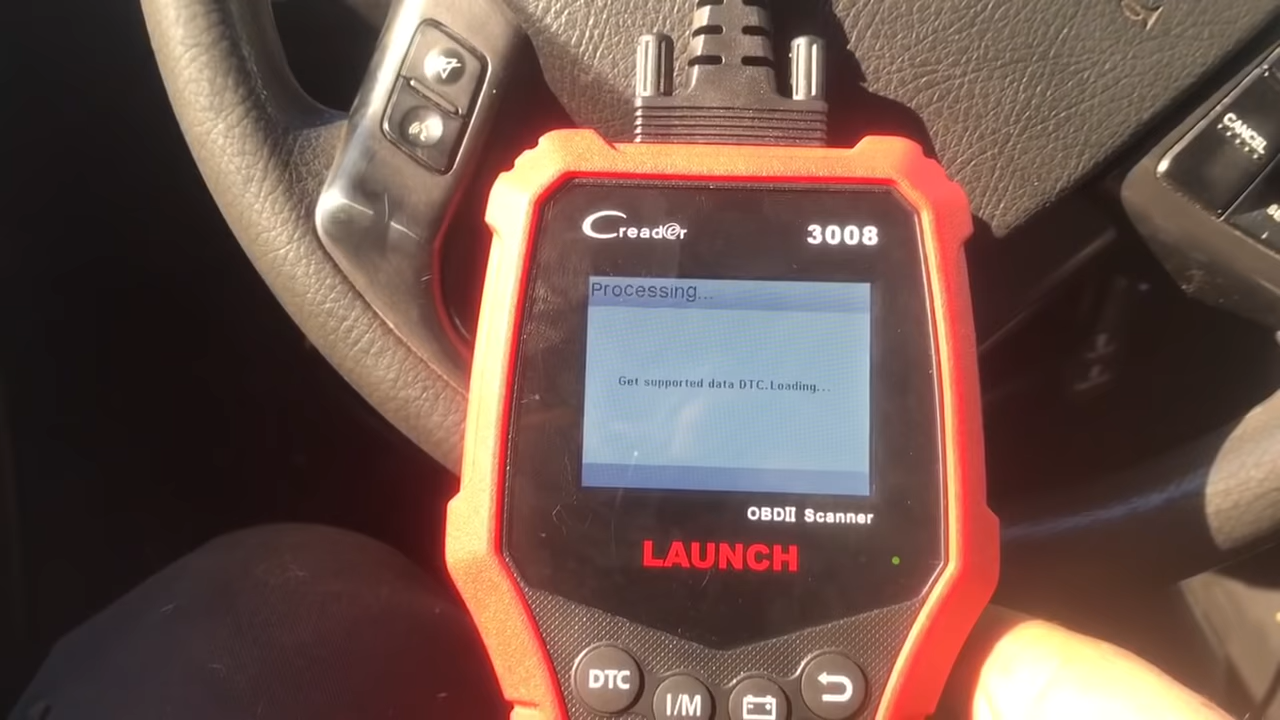 CANCEL
Creader
3008
Processing...
Get supported data DTC.Loading...
OBDII Scanner
LAUNCH
DTC
I/M